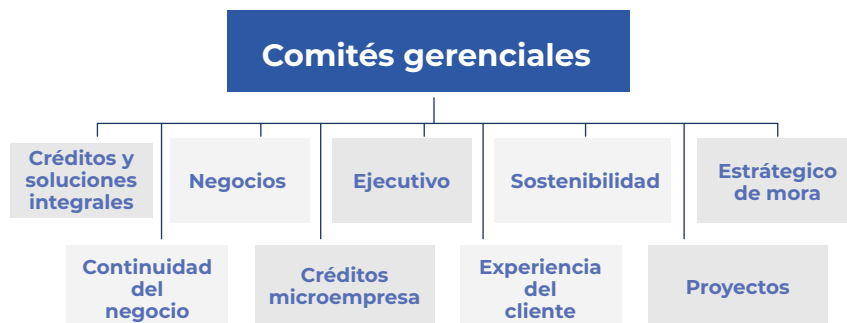 Comités gerenciales
Créditos y
soluciones
integrales
Negocios
Ejecutivo
Sostenibilidad
Estrátegico
de mora
Continuidad
del
negocio
Créditos
microempresa
Experiencia
del
cliente
Proyectos